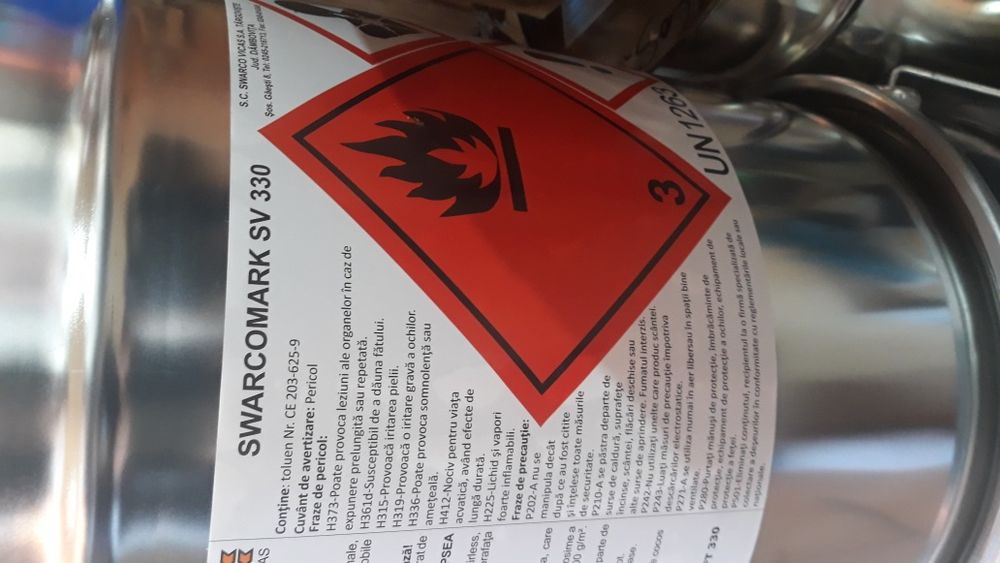 S.C. SWARCO VICAS S.A. TÂRGOVIȘTE
Jud. DÂMBOVIȚA
SWARCOMARK SV 330
3
UN1263
Conține: toluen Nr. CE 203-625-9
Cuvânt de avertizare: Pericol
Fraze de pericol:
H373-Poate provoca leziuni ale organelor în caz de
expunere prelungită sau repetată.
H361d-Susceptibil de a dăuna fătului.
H315-Provoacă iritarea pielii.
H319-Provoacă o iritare gravă a ochilor.
H336-Poate provoca somnolență sau
amețeală.
H412-Nociv pentru viața
acvatică, având efecte de
lungă durată.
H225-Lichid și vapori
foarte inflamabili.
Fraze de precauție:
P202-A nu se
manipula decât
după ce au fost citite
și înțelese toate măsurile
de securitate.
P210-A se păstra departe de
surse de caldură, suprafețe
încinse, scântei, flăcări deschise sau
alte surse de aprindere. Fumatul interzis.
P242-Nu utilizați unelte care produc scântei.
P243-Luați măsuri de precauție împotriva
descărcărilor electrostatice.
P271-A se utiliza numai în aer libersau în spații bine
ventilate.
P280-Purtați mănuși de protecție, îmbrăcăminte de
protecție, echipament de protecție a ochilor, echipament de
protecție a feței.
P501-Eliminați conținutul, recipientul la o firmă specializată de
colectare a deșeurilor în conformitate cu reglementările locale sau
naționale.